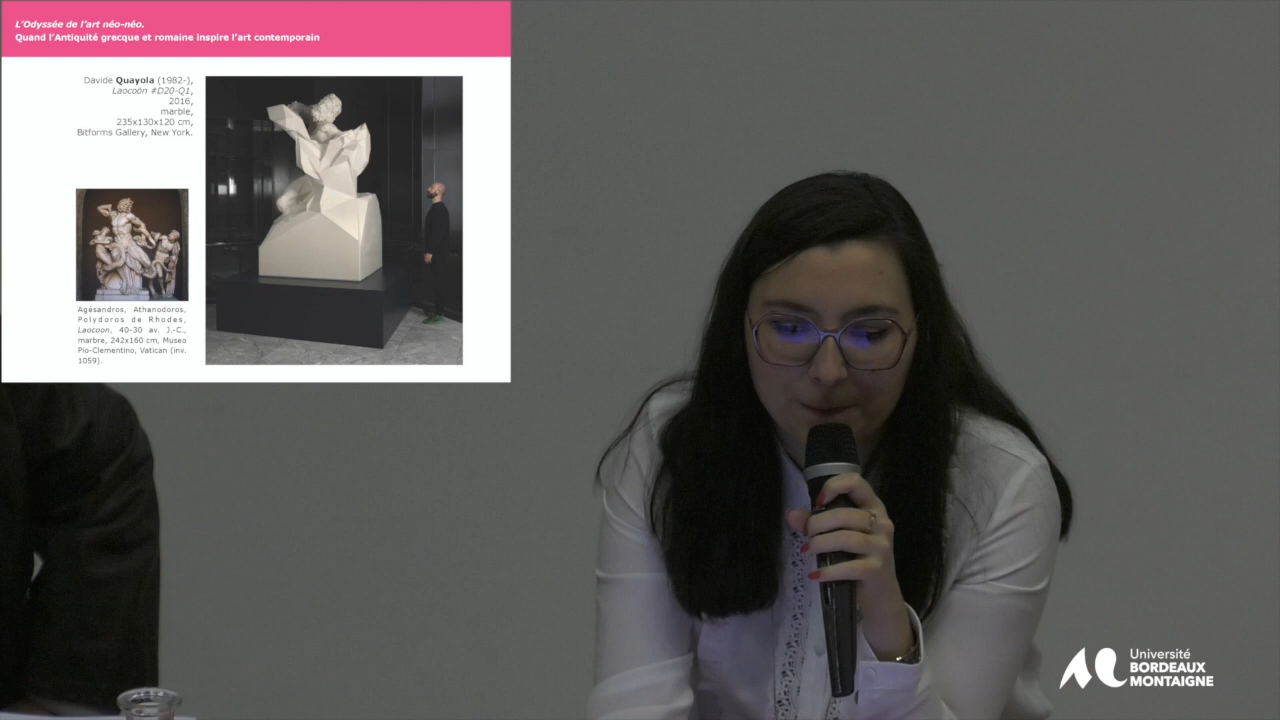 L'Odyssée de l'art néo-néo.
Quand l'Antiquité grecque et romaine inspire l'art contemporain
Davide Quayola (1982-),
Laocoön #D20-Q1,
2016,
marble,
235x130x120 cm,
Bitforms Gallery, New York.
Agésandros, Athanodoros,
Polydoros de Rhodes,
Laocoon, 40-30 av. J.-C.,
marbre, 242x160 cm, Museo
Pio-Clementino, Vatican (inv.
1059).
Université
BORDEAUX
MONTAIGNE